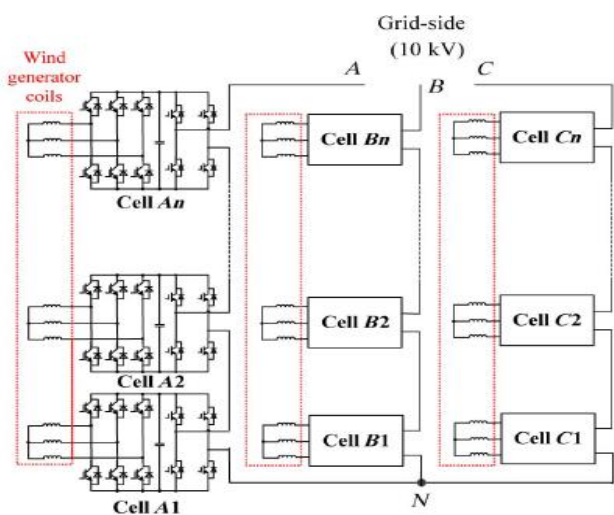 Grid-side
(10 kV)
Wind
generator
coils
A
B
C
Cell An
Cell Bn
Cell Cn
Cell A2
Cell B2
Cell C2
Cell A1
Cell B1
Cell C1
N